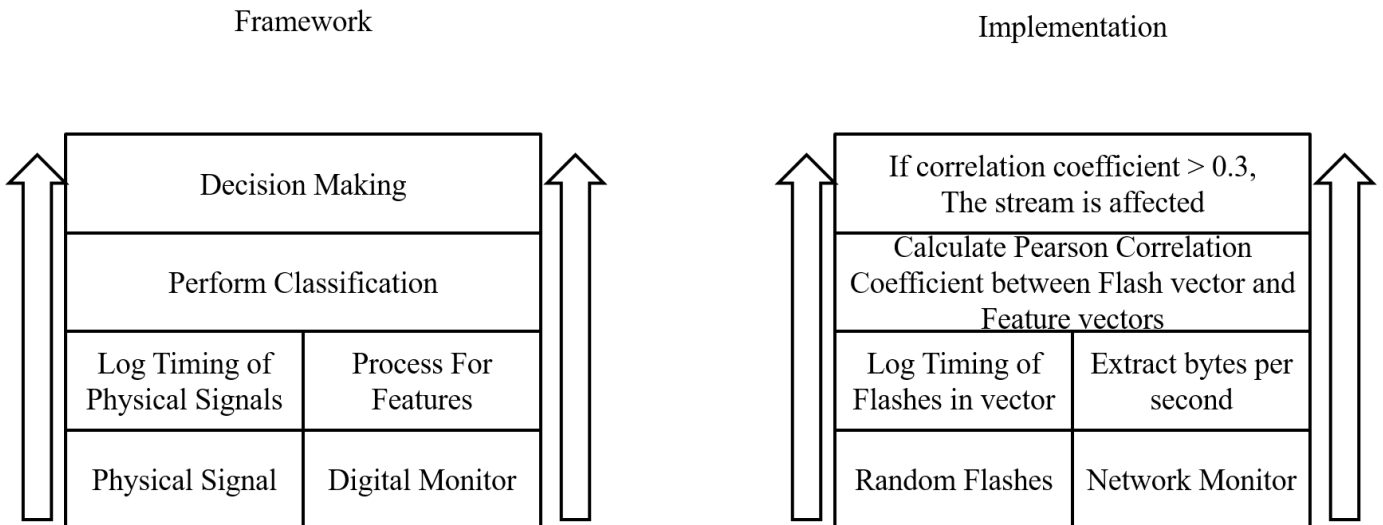 Framework
Decision Making
Perform Classification
Log Timing of
Physical Signals
Process For
Features
Physical Signal
Digital Monitor
Implementation
If correlation coefficient > 0.3,
The stream is affected
Calculate Pearson Correlation
Coefficient between Flash vector and
Feature vectors
Log Timing of
Flashes in vector
Extract bytes per
second
Random Flashes
Network Monitor